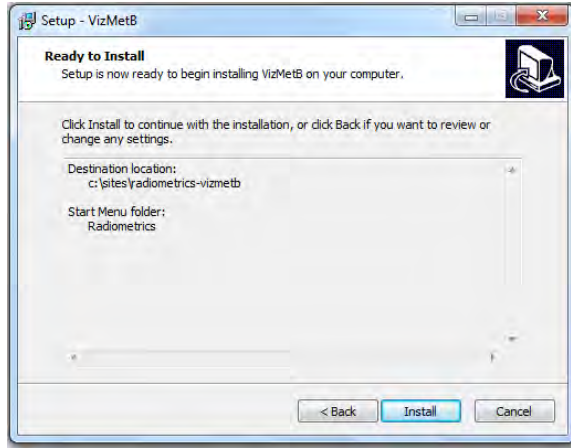 Setup - VizMetB
Ready to Install
Setup is now ready to begin installing VizMetB on your computer.
Click Install to continue with the installation, or click Back if you want to review or
change any settings.
Destination location:
c:\sites\radiometrics-vizmetb
Start Menu folder:
Radiometrics
< Back
Install
Cancel